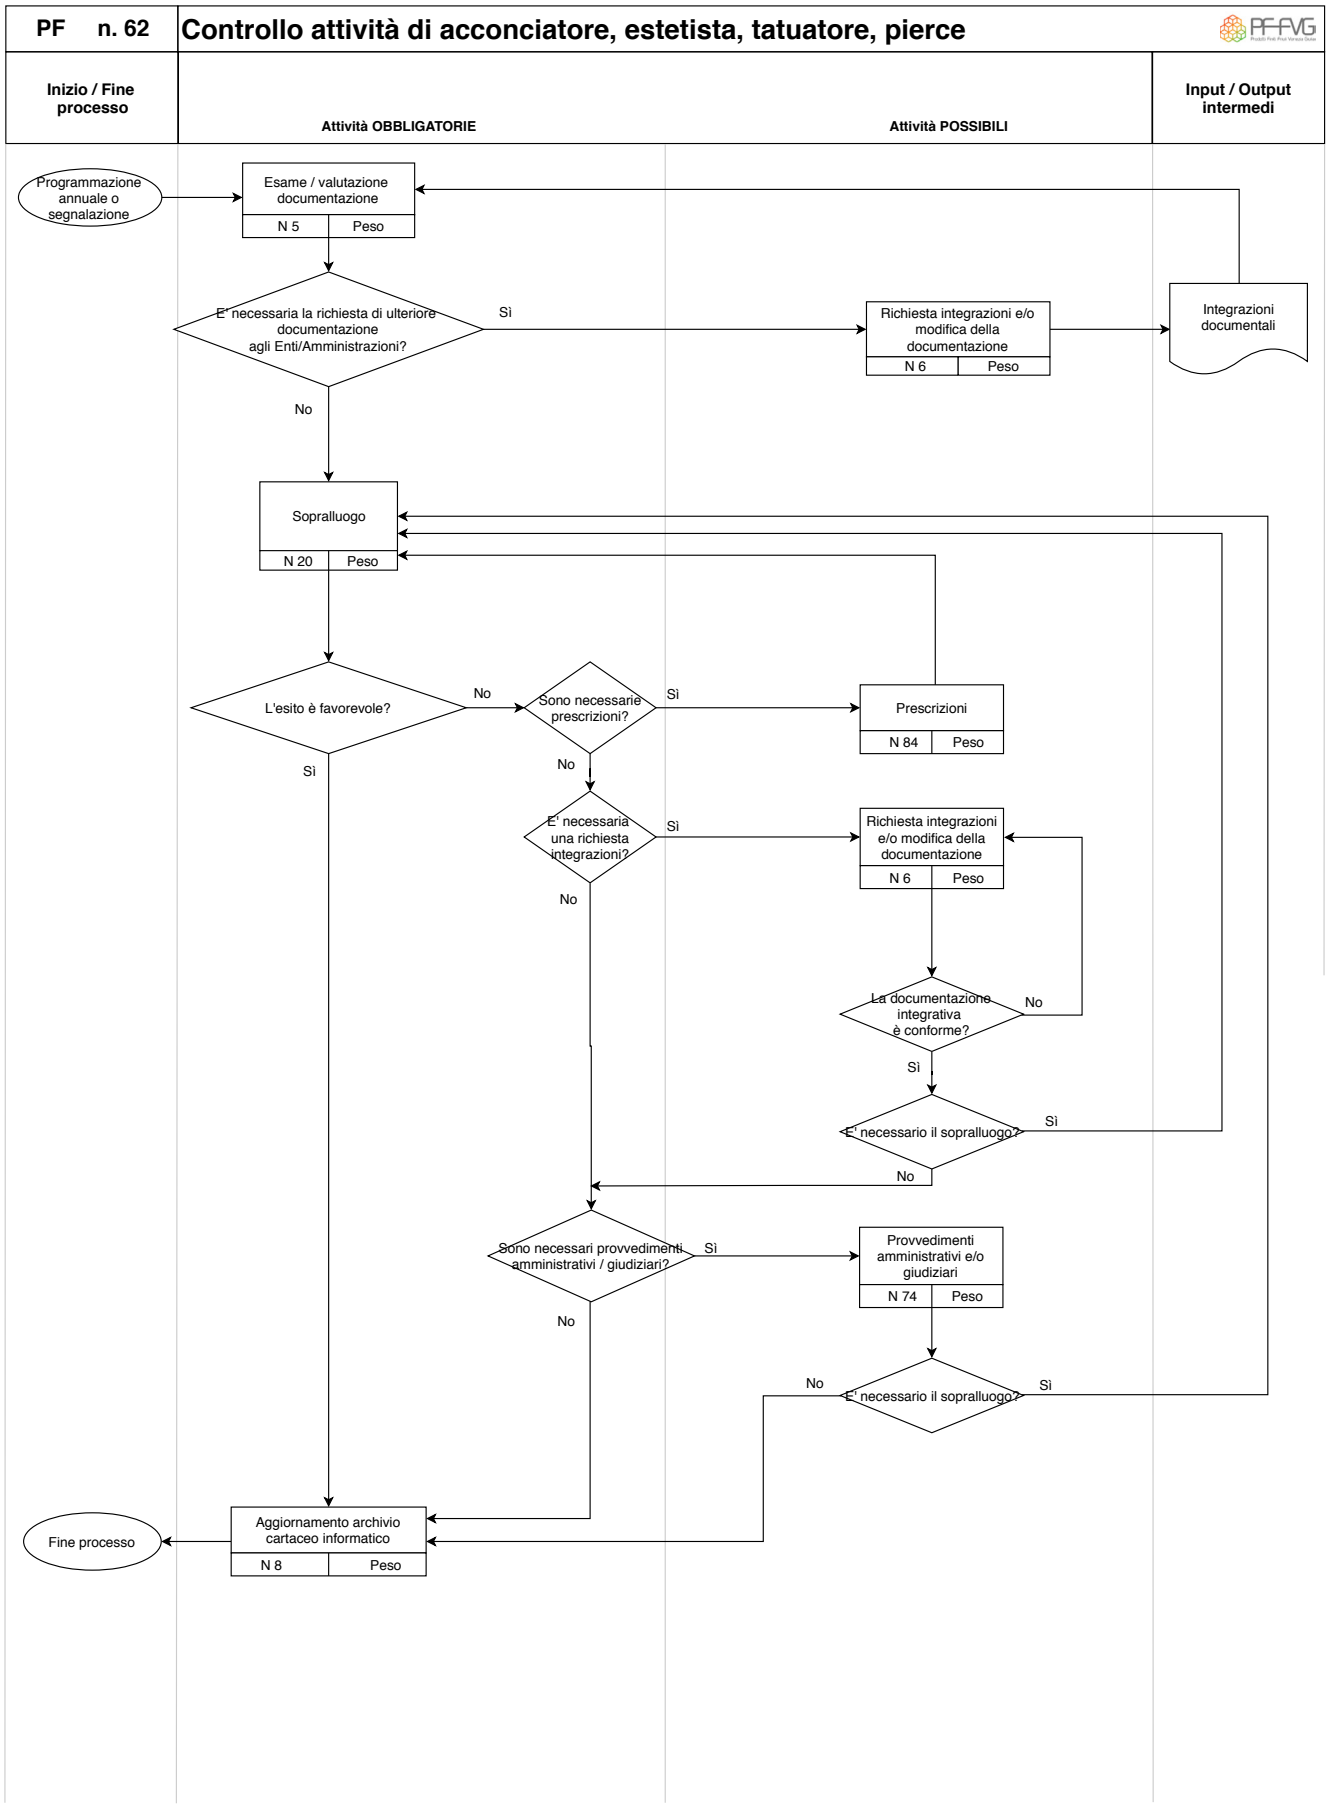 PF n. 62
Controllo attività di acconciatore, estetista, tatuatore, pierce
PF-FVG
Inizio / Fine
processo
Attività OBBLIGATORIE
Attività POSSIBILI
Input / Output
intermedi
Programmazione
annuale o
segnalazione
Esame / valutazione
documentazione
N 5 Peso
E' necessaria la richiesta di ulteriore
documentazione
agli Enti/Amministrazioni?
Sì
Richiesta integrazioni e/o
modifica della
documentazione
N 6 Peso
Integrazioni
documentali
No
Sopralluogo
N 20 Peso
L'esito è favorevole?
No
Sono necessarie
prescrizioni?
Sì
Prescrizioni
N 84 Peso
Sì
No
E' necessaria
una richiesta
integrazioni?
Sì
Richiesta integrazioni
e/o modifica della
documentazione
N 6 Peso
No
La documentazione
integrativa
è conforme?
No
Sì
E' necessario il sopralluogo?
Sì
No
Sono necessari provvedimenti
amministrativi / giudiziari?
Sì
Provvedimenti
amministrativi e/o
giudiziari
N 74 Peso
No
No
E' necessario il sopralluogo?
Sì
Aggiornamento archivio
cartaceo informatico
N 8 Peso
Fine processo